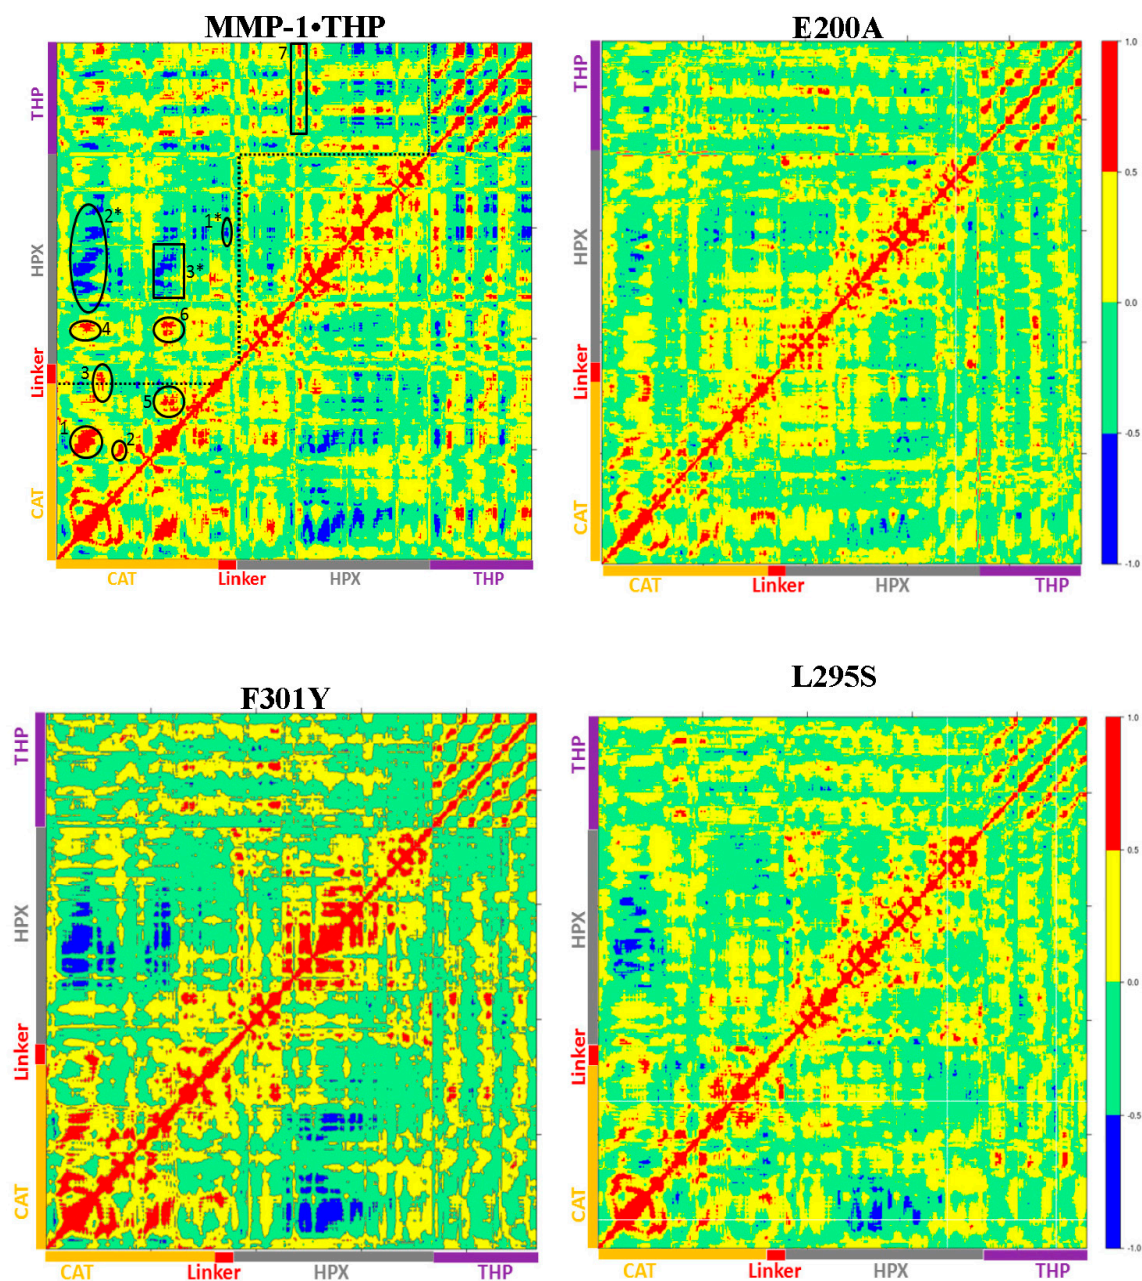 MMP-1•THP
E200A
THP
HPX
Linker
CAT
7
2*
1*
3*
4
6
3
5
1
2
CAT
Linker
HPX
THP
THP
HPX
Linker
CAT
CAT
Linker
HPX
THP
1.0
0.5
0.0
-0.5
-1.0
F301Y
L295S
THP
HPX
Linker
CAT
CAT
Linker
HPX
THP
THP
HPX
Linker
CAT
CAT
Linker
HPX
THP
1.0
0.5
0.0
-0.5
-1.0